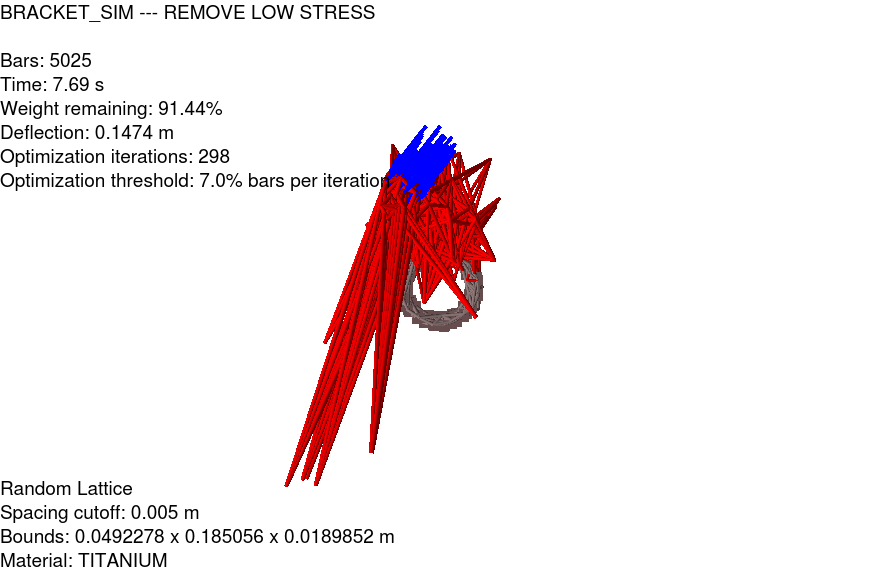 BRACKET_SIM --- REMOVE LOW STRESS
Bars: 5025
Time: 7.69 s
Weight remaining: 91.44%
Deflection: 0.1474 m
Optimization iterations: 298
Optimization threshold: 7.0% bars per iteration
Random Lattice
Spacing cutoff: 0.005 m
Bounds: 0.0492278 x 0.185056 x 0.0189852 m
Material: TITANIUM